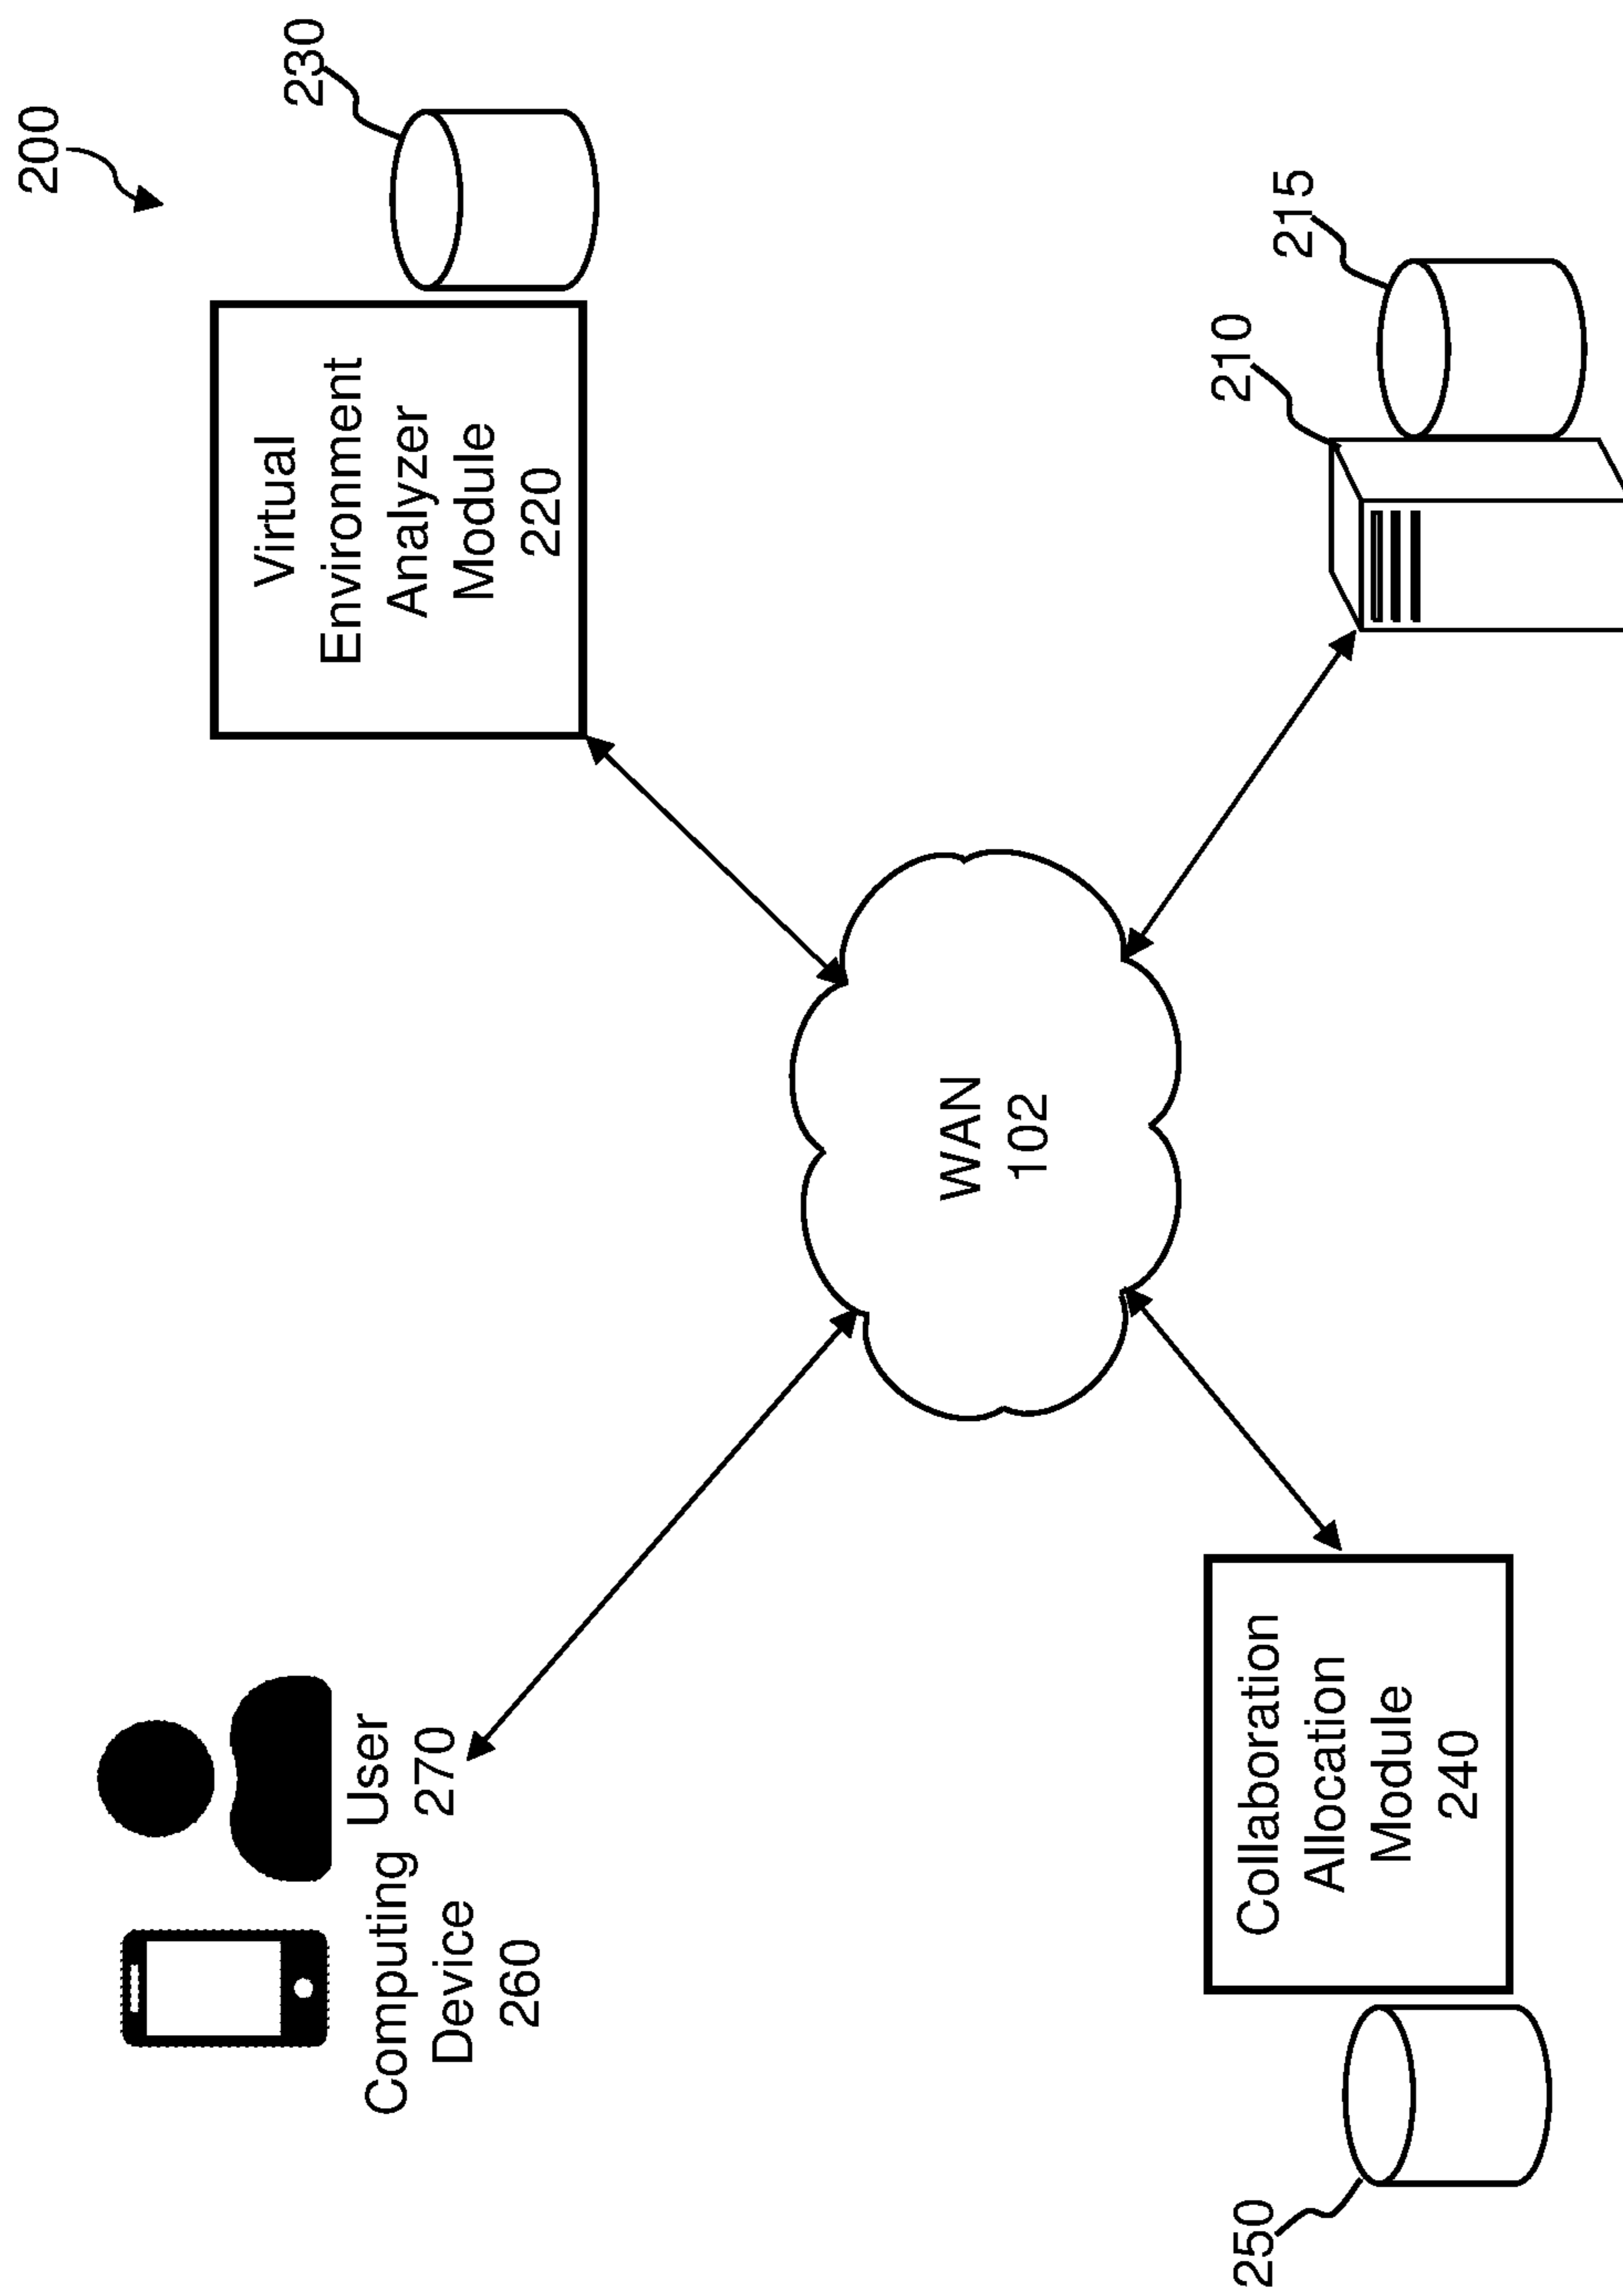 200
230
Virtual
Environment
Analyzer
Module
220
User
270
Computing
Device
260
WAN
102
215
210
Collaboration
Allocation
Module
240
250